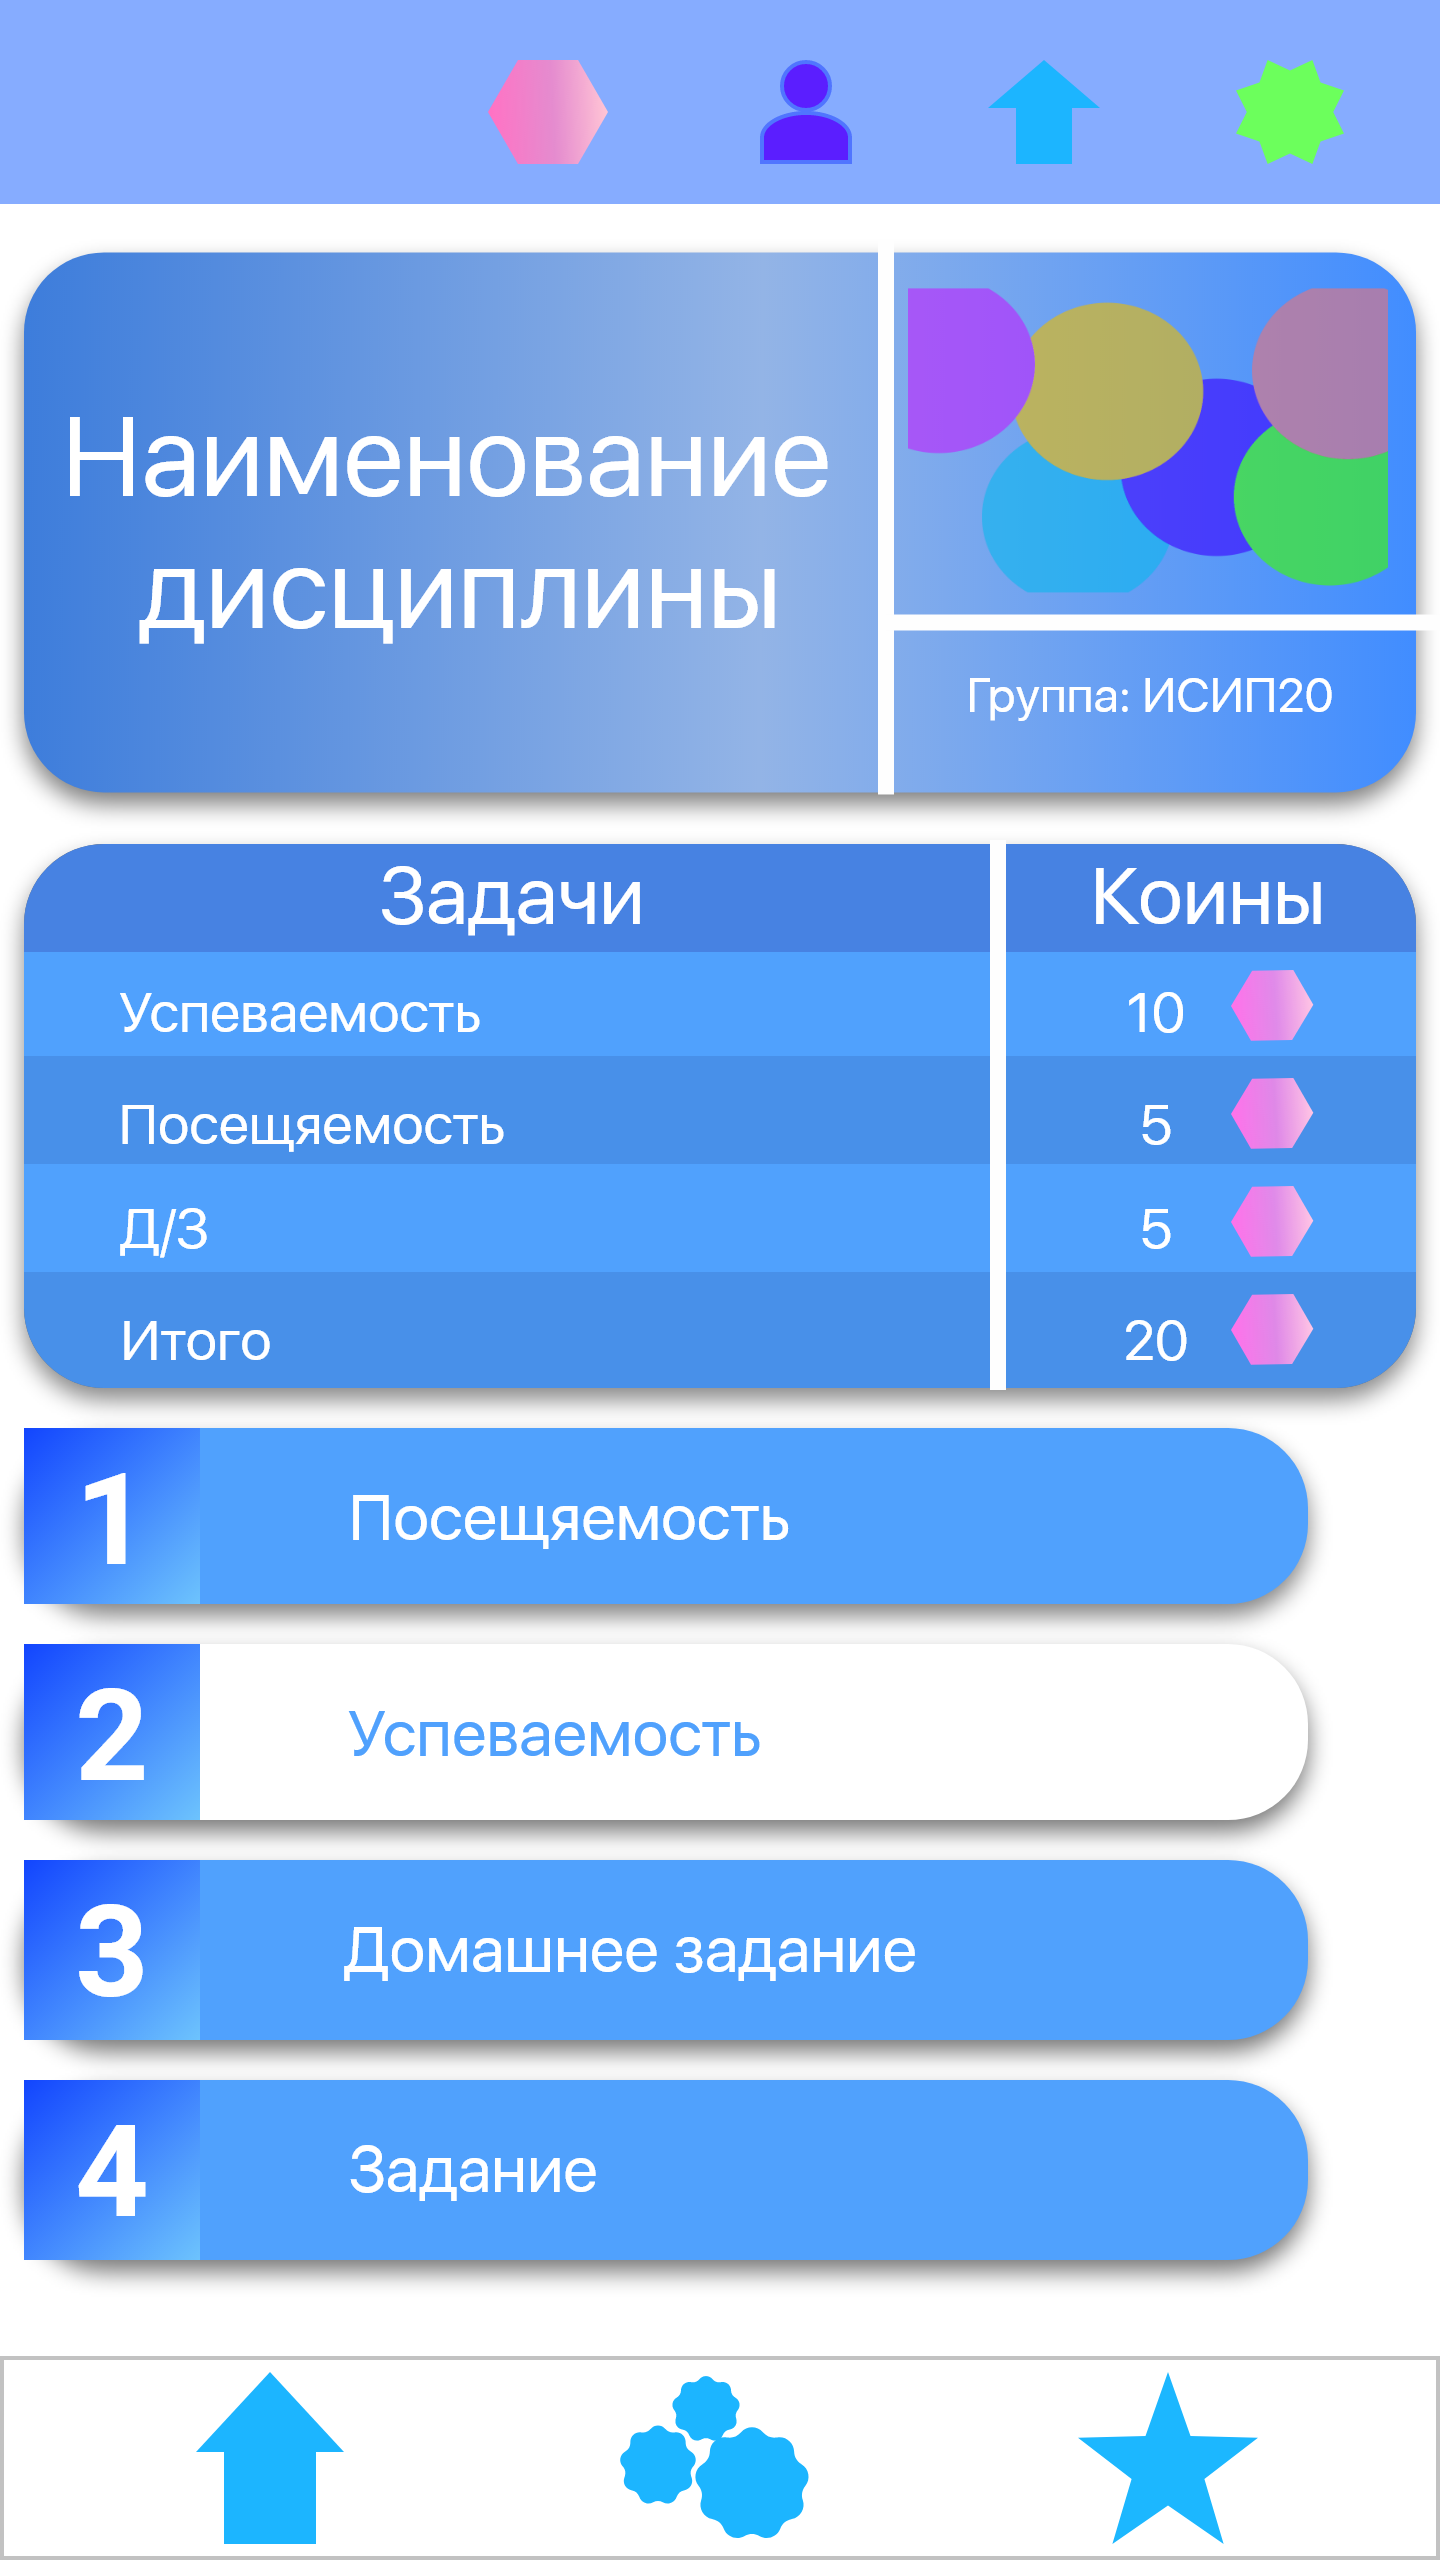 Наименование
дисциплины
Группа: ИСИП20
Задачи Коины
Успеваемость 10
Посещяемость 5
Д/З 5
Итого 20
1 Посещяемость
2 Успеваемость
3 Домашнее задание
4 Задание